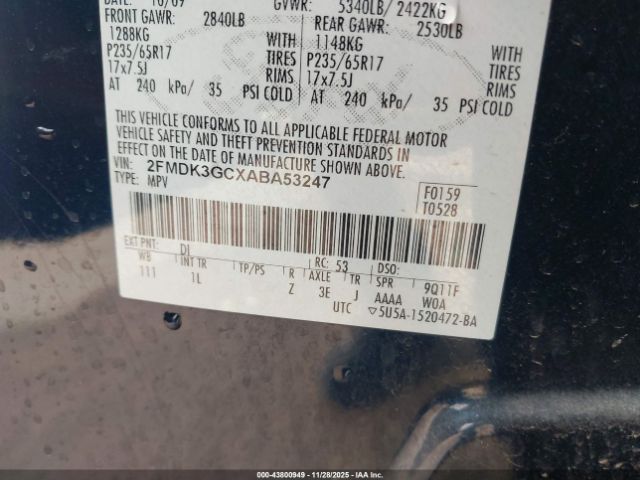 DATE: 10/09 GVWR: 5340LB/ 2422KG
FRONT GAWR: 2840LB REAR GAWR: 2530LB
1288KG WITH 1148KG WITH
P235/65R17 TIRES P235/65R17 TIRES
17x7.5J RIMS 17x7.5J RIMS
AT 240 kPa/ 35 PSI COLD AT 240 kPa/ 35 PSI COLD
THIS VEHICLE CONFORMS TO ALL APPLICABLE FEDERAL MOTOR
VEHICLE SAFETY AND THEFT PREVENTION STANDARDS IN
EFFECT ON THE DATE OF MANUFACTURE SHOWN ABOVE.
VIN: 2FMDK3GCXABA53247
TYPE: MPV
F0159
T0528
EXT PNT: DI RC: 53 DSO:
WB INT TR TP/PS R AXLE TR SPR 9Q11F
111 1L Z 3E J AAAA W0A
UTC ▽5U5A-1520472-BA
000-43800949 - 11/28/2025 - IAA Inc.